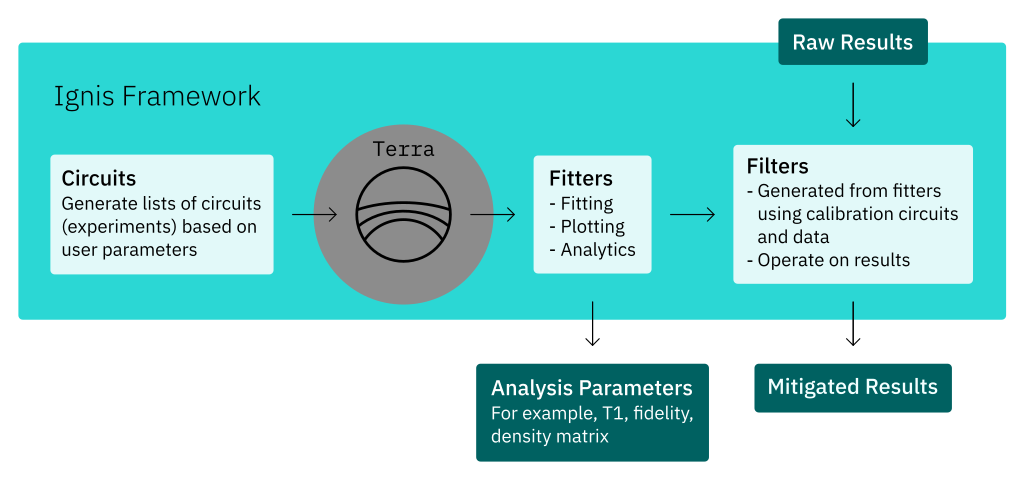 Raw Results
Ignis Framework
Circuits
Generate lists of circuits
(experiments) based on
user parameters
Terra
Fitters
- Fitting
- Plotting
- Analytics
Filters
- Generated from fitters
using calibration circuits
and data
- Operate on results
Analysis Parameters
For example, T1, fidelity,
density matrix
Mitigated Results